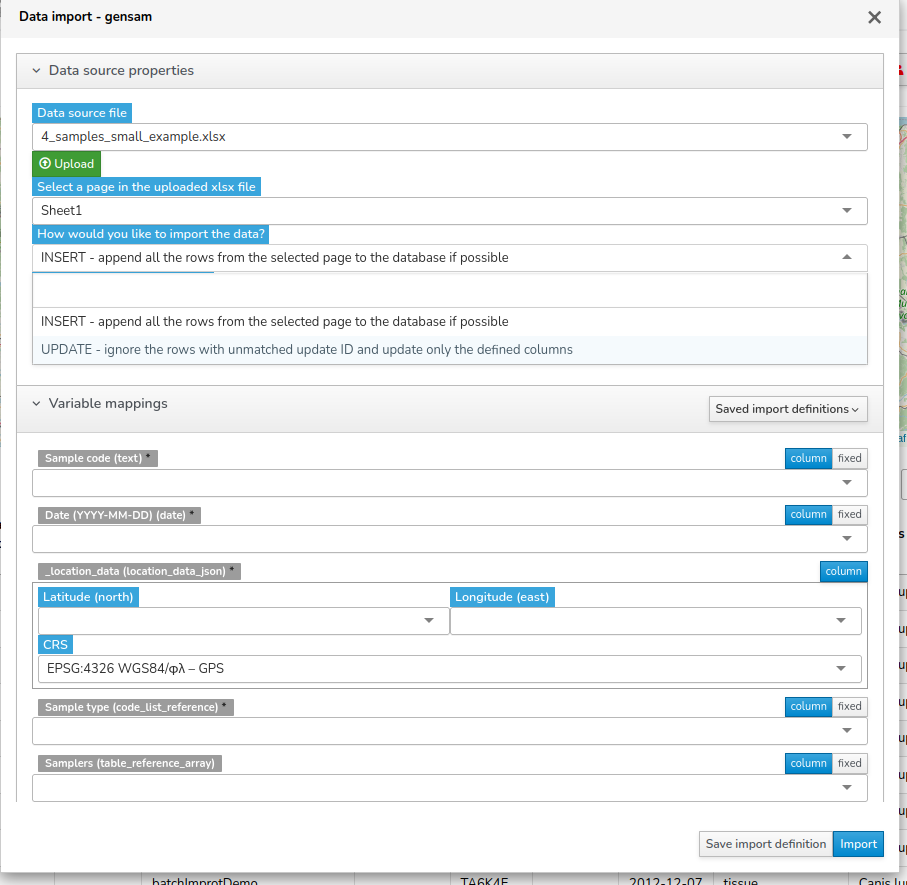 Data import - gensam
Data source properties
Data source file
4_samples_small_example.xlsx
Upload
Select a page in the uploaded xlsx file
Sheet1
How would you like to import the data?
INSERT - append all the rows from the selected page to the database if possible
INSERT - append all the rows from the selected page to the database if possible
UPDATE - ignore the rows with unmatched update ID and update only the defined columns
Variable mappings
Saved import definitions
Sample code (text) *
column fixed
Date (YYYY-MM-DD) (date) *
column fixed
_location_data (location_data_json) *
column
Latitude (north)
Longitude (east)
CRS
EPSG:4326 WGS84/φλ – GPS
Sample type (code_list_reference) *
column fixed
Samplers (table_reference_array)
column fixed
Save import definition
Import
batchImprotDemo
TA6K4F
2012-12-07
tissue